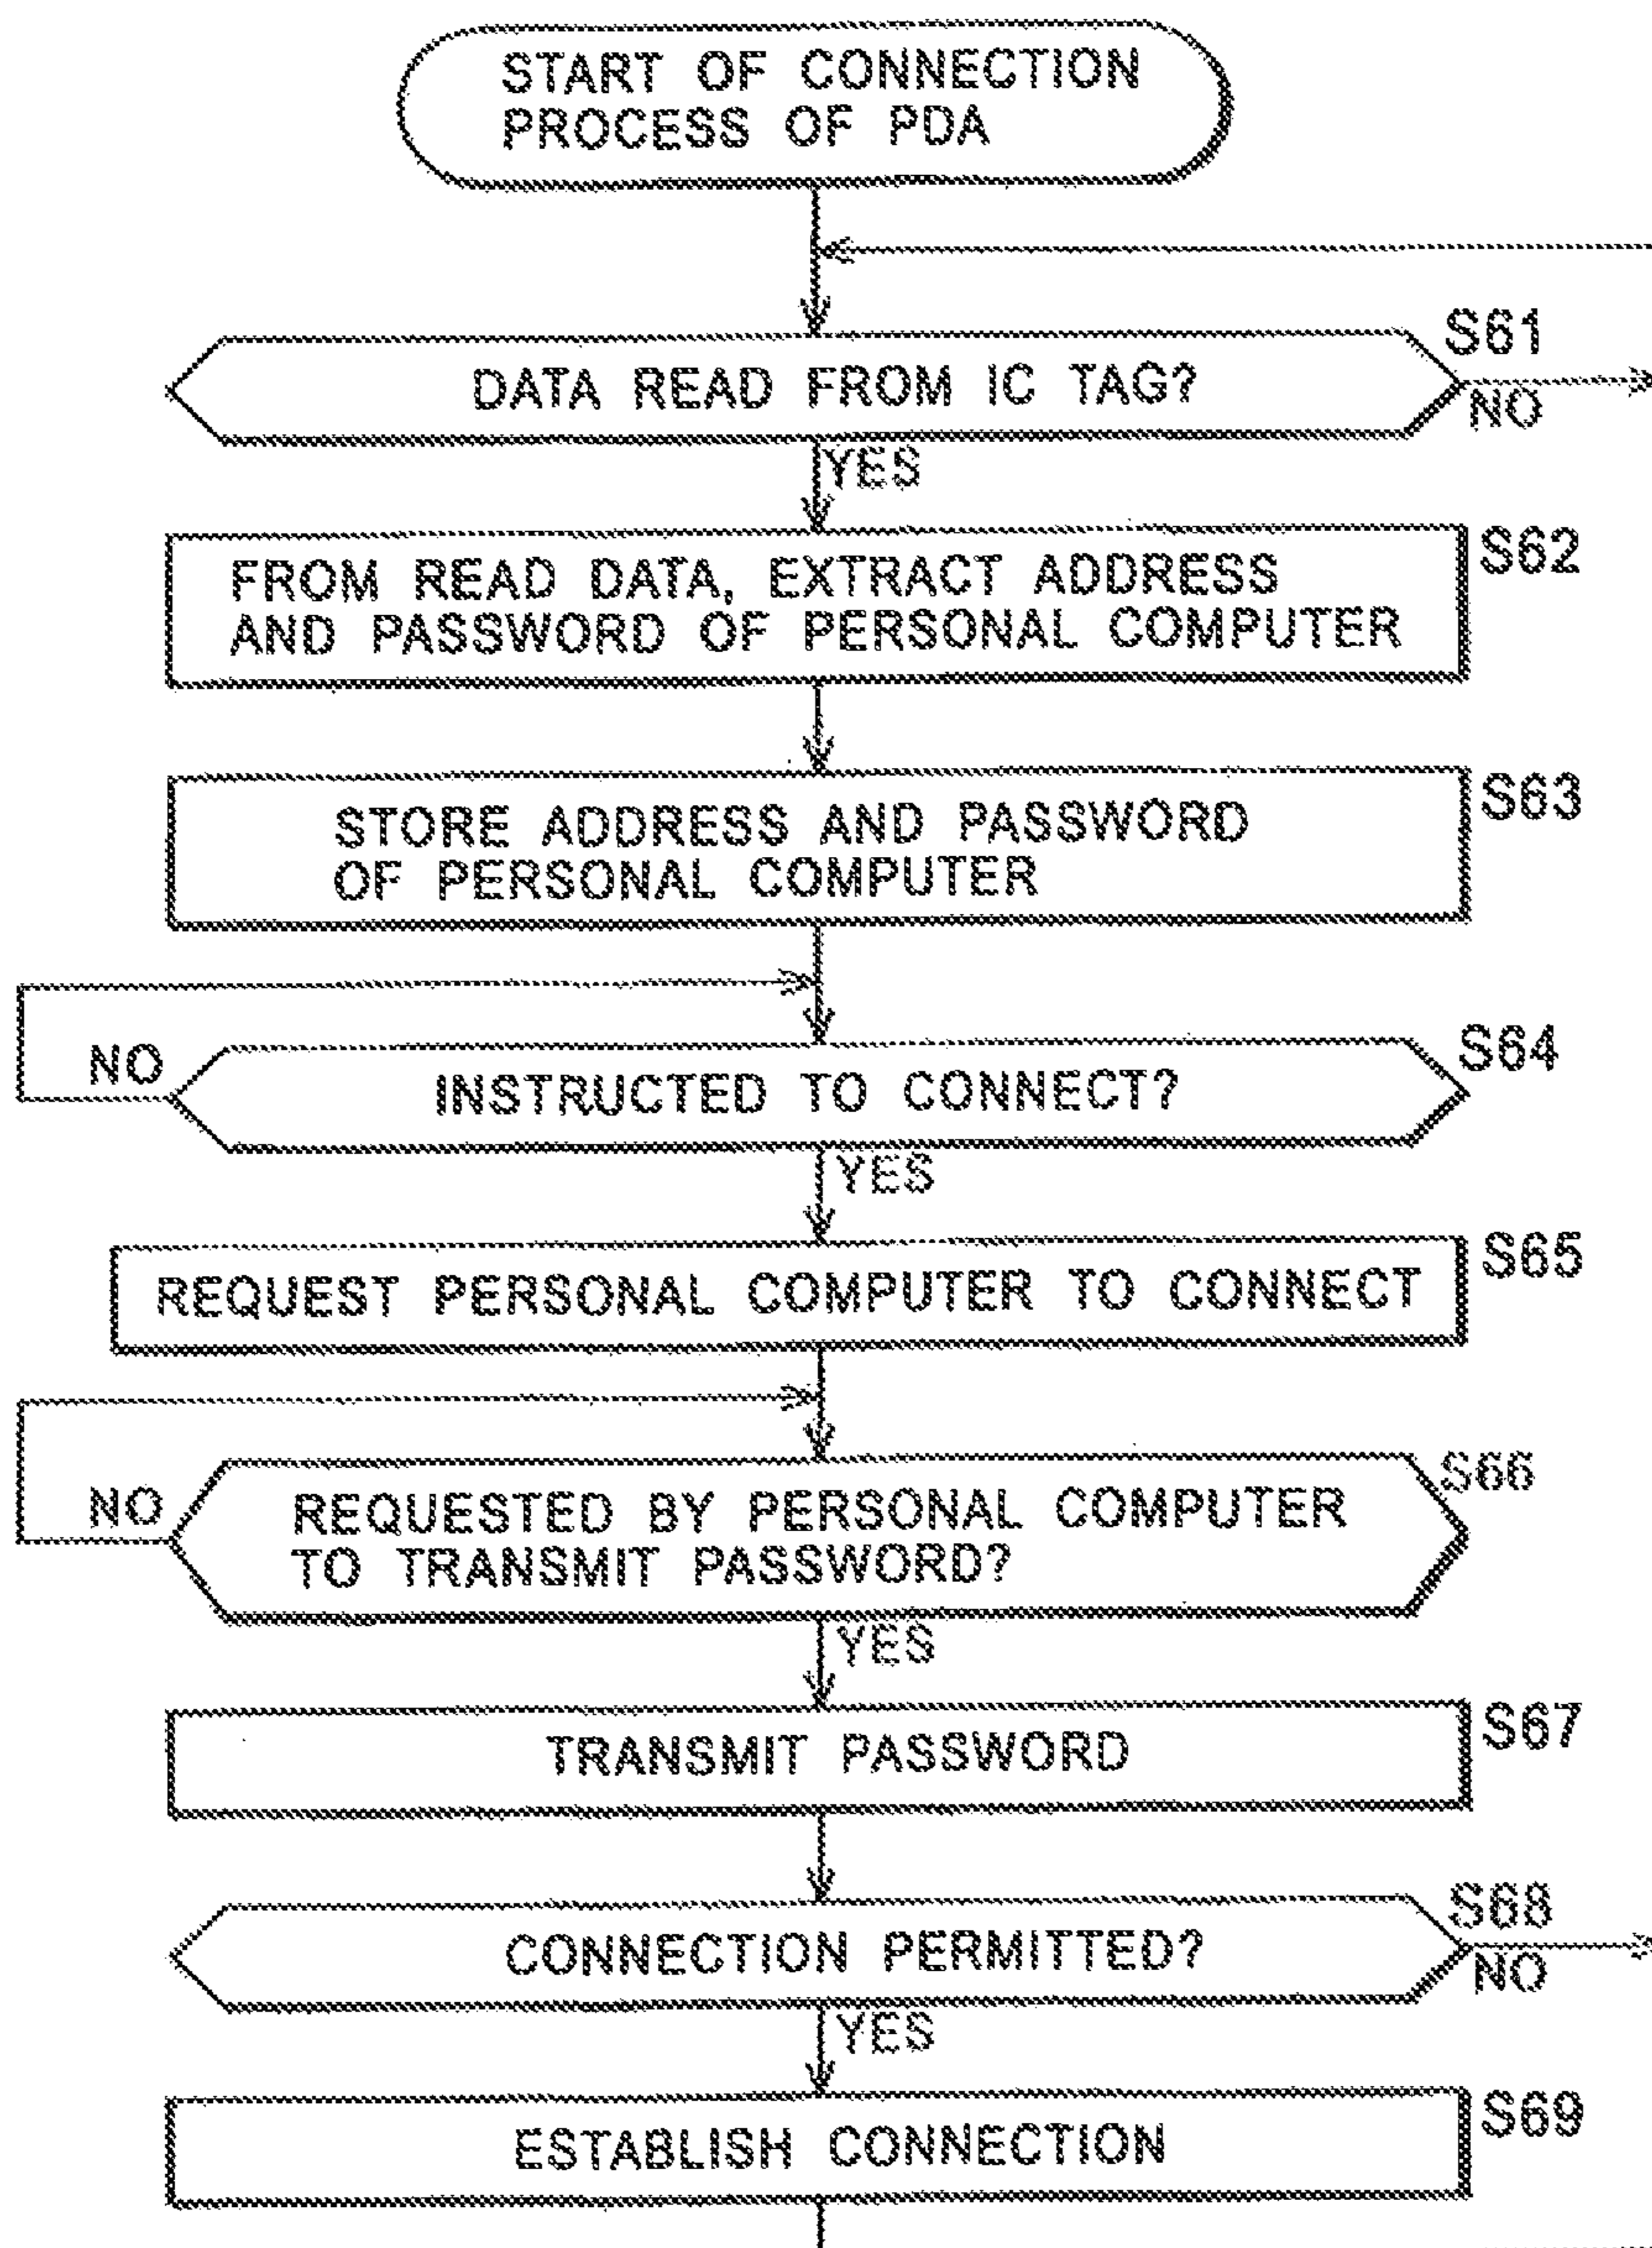 START OF CONNECTION
PROCESS OF PDA
S61
DATA READ FROM IC TAG?
NO
YES
S62
FROM READ DATA, EXTRACT ADDRESS
AND PASSWORD OF PERSONAL COMPUTER
S63
STORE ADDRESS AND PASSWORD
OF PERSONAL COMPUTER
S64
NO
INSTRUCTED TO CONNECT?
YES
S65
REQUEST PERSONAL COMPUTER TO CONNECT
S66
NO
REQUESTED BY PERSONAL COMPUTER
TO TRANSMIT PASSWORD?
YES
S67
TRANSMIT PASSWORD
S68
CONNECTION PERMITTED?
NO
YES
S69
ESTABLISH CONNECTION